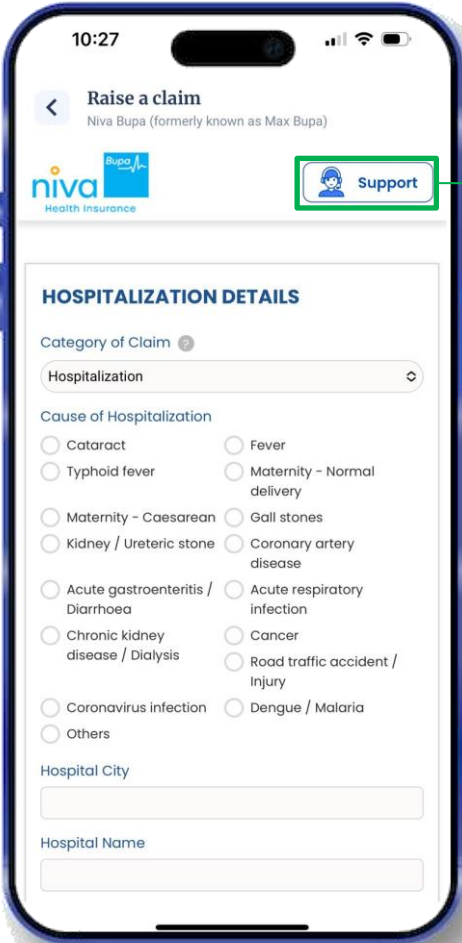 10:27
Raise a claim
Niva Bupa (formerly known as Max Bupa)
niva Bupa
Health Insurance
Support
HOSPITALIZATION DETAILS
Category of Claim ?
Hospitalization
Cause of Hospitalization
Cataract Fever
Typhoid fever Maternity - Normal
delivery
Maternity - Caesarean Gall stones
Kidney / Ureteric stone Coronary artery
disease
Acute gastroenteritis / Acute respiratory
Diarrhoea infection
Chronic kidney Cancer
disease / Dialysis Road traffic accident /
Injury
Coronavirus infection Dengue / Malaria
Others
Hospital City
Hospital Name